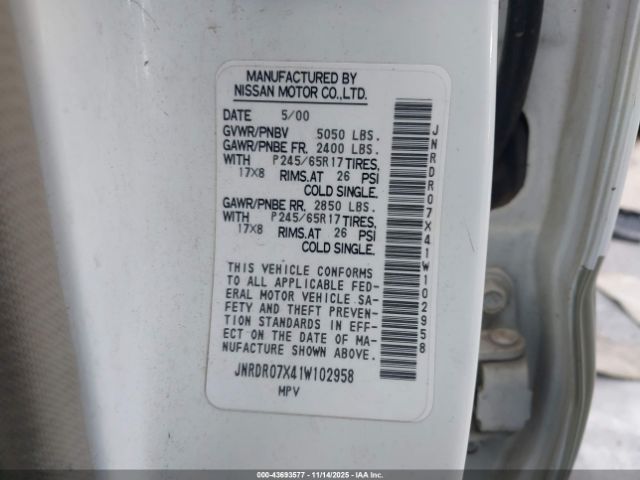 MANUFACTURED BY
NISSAN MOTOR CO.,LTD.
DATE 5/00
GVWR/PNBV 5050 LBS.
GAWR/PNBE FR. 2400 LBS.
WITH P245/65R17 TIRES,
17X8 RIMS.AT 26 PSI
COLD SINGLE.
GAWR/PNBE RR. 2850 LBS.
WITH P245/65R17 TIRES,
17X8 RIMS.AT 26 PSI
COLD SINGLE.
THIS VEHICLE CONFORMS
TO ALL APPLICABLE FED-
ERAL MOTOR VEHICLE SA-
FETY AND THEFT PREVEN-
TION STANDARDS IN EFF-
ECT ON THE DATE OF MA-
NUFACTURE SHOWN ABOVE.
JNRDR07X41W102958
MPV
JNRDR07X41W102958
000-43693577 - 11/14/2025 - IAAI.COM